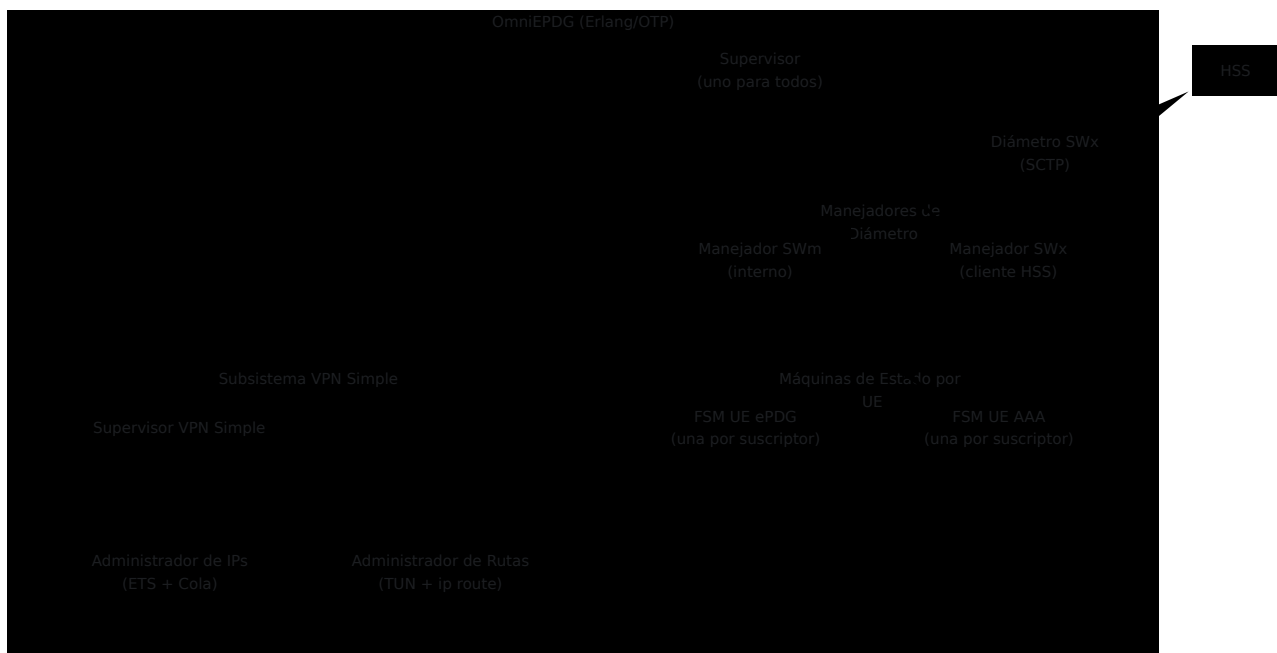 OmniEPDG (Erlang/OTP)
Supervisor
(uno para todos)
HSS
Diámetro SWx
(SCTP)
Manejadores de
Diámetro
Manejador SWm
(interno)
Manejador SWx
(cliente HSS)
Subsistema VPN Simple
Máquinas de Estado por
UE
Supervisor VPN Simple
FSM UE ePDG
(una por suscriptor)
FSM UE AAA
(una por suscriptor)
Administrador de IPs
(ETS + Cola)
Administrador de Rutas
(TUN + ip route)